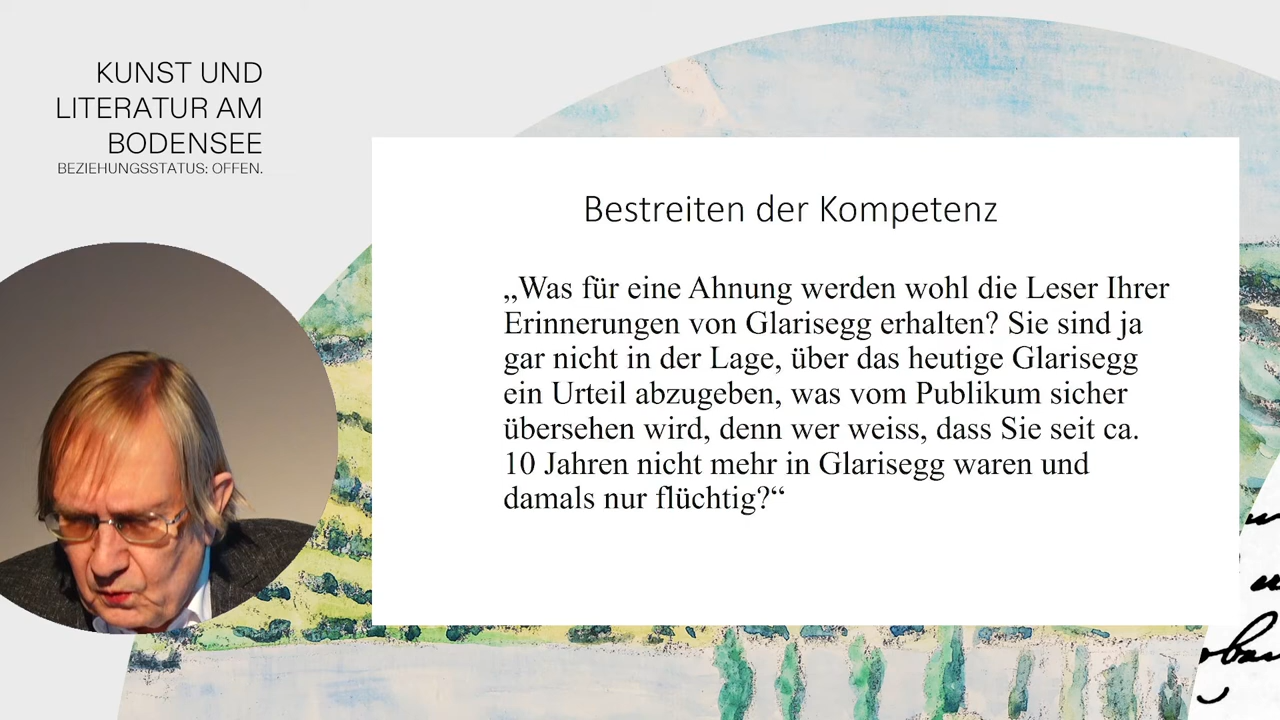 KUNST UND
LITERATUR AM
BODENSEE
BEZIEHUNGSSTATUS: OFFEN.
Bestreiten der Kompetenz
„Was für eine Ahnung werden wohl die Leser Ihrer
Erinnerungen von Glarisegg erhalten? Sie sind ja
gar nicht in der Lage, über das heutige Glarisegg
ein Urteil abzugeben, was vom Publikum sicher
übersehen wird, denn wer weiss, dass Sie seit ca.
10 Jahren nicht mehr in Glarisegg waren und
damals nur flüchtig?“